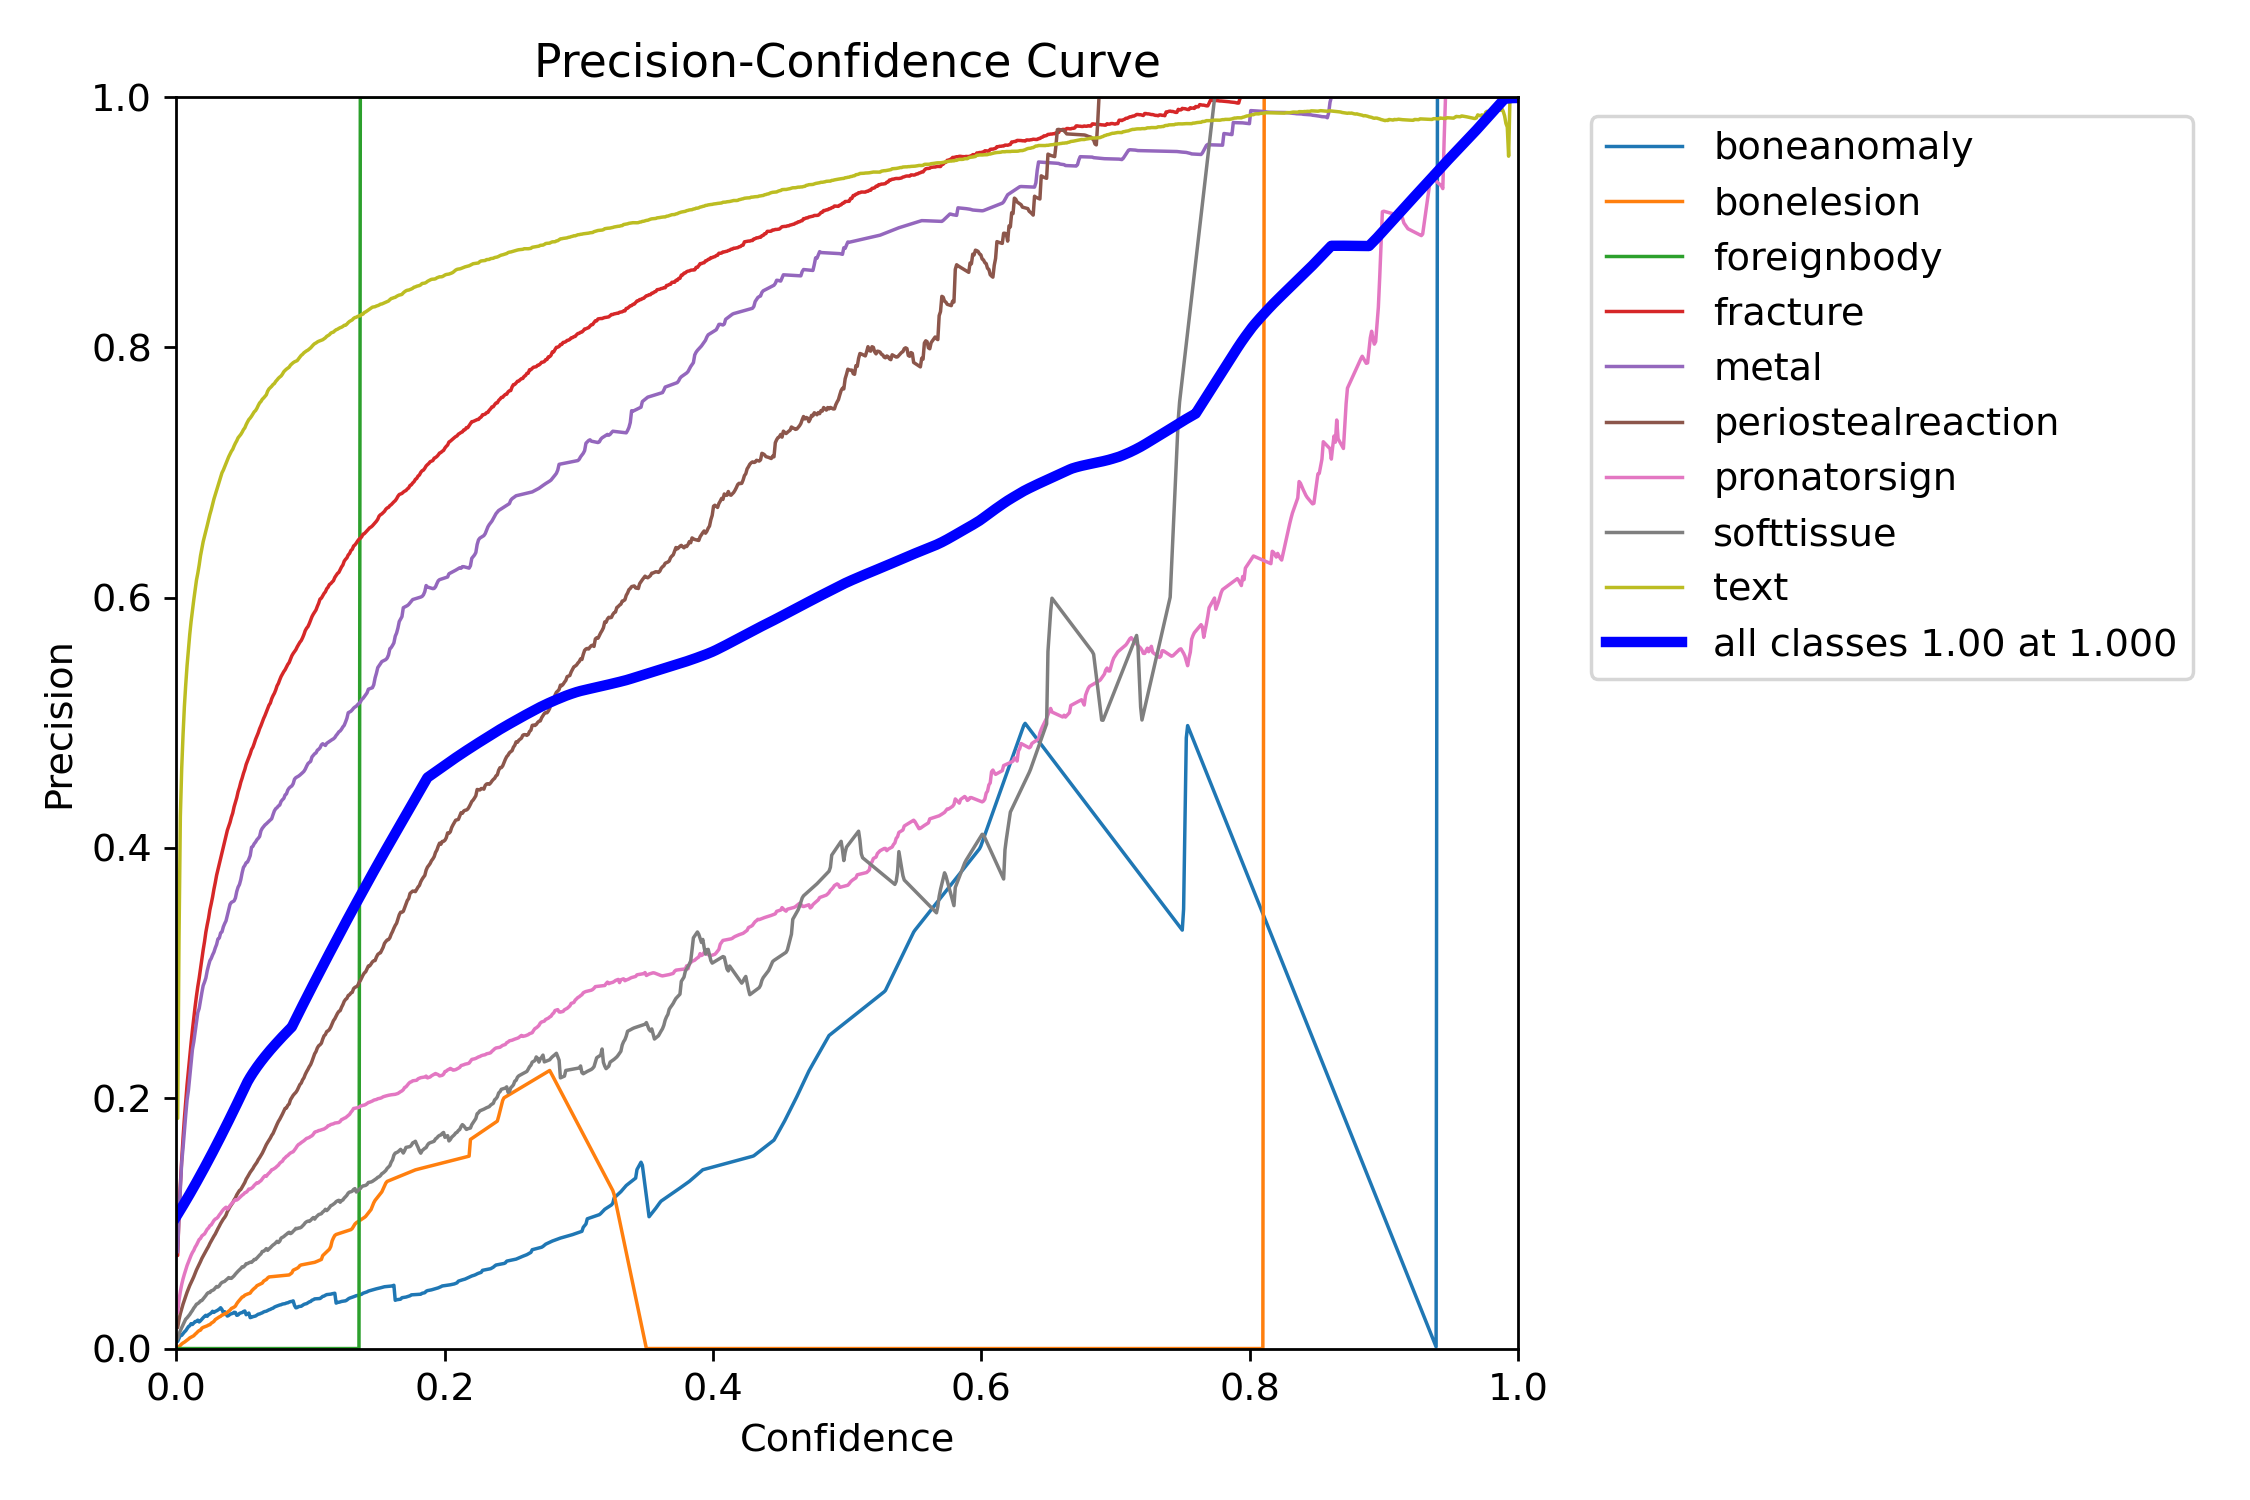 Precision-Confidence Curve
1.0
0.8
0.6
0.4
0.2
0.0
Precision
0.0 0.2 0.4 0.6 0.8 1.0
Confidence
boneanomaly
bonelesion
foreignbody
fracture
metal
periostealreaction
pronatorsign
softtissue
text
all classes 1.00 at 1.000